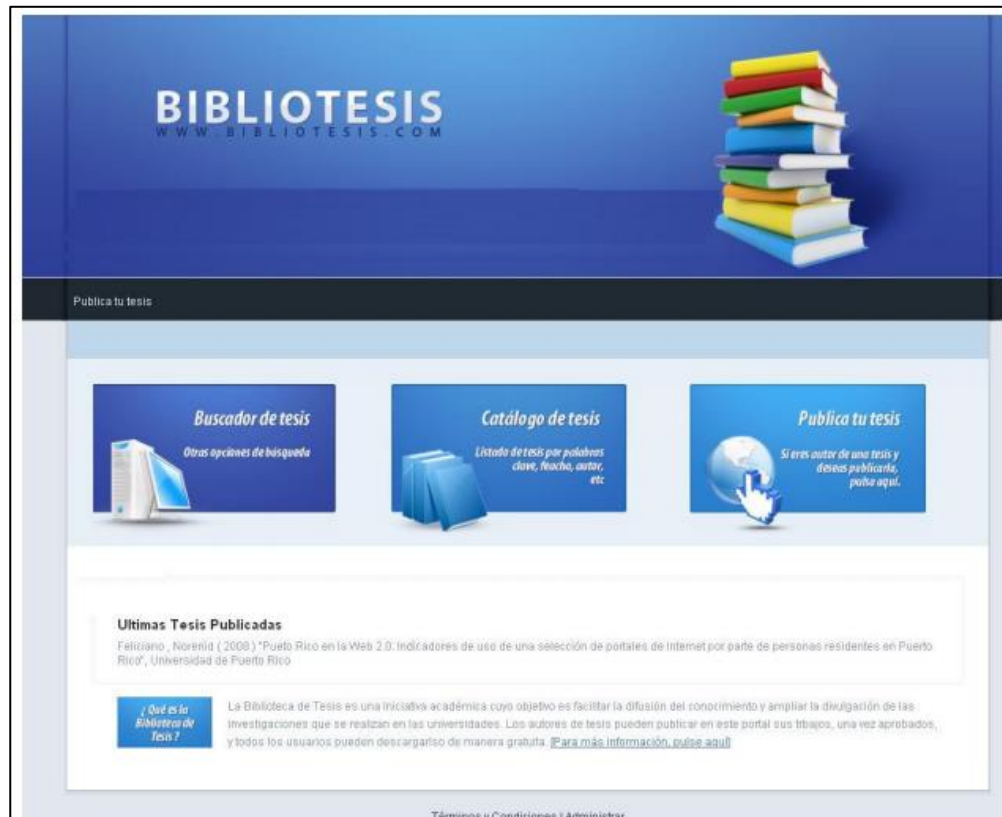 BIBLIOTESIS
WWW.BIBLIOTESIS.COM
Publica tu tesis
Buscador de tesis
Otras opciones de búsqueda
Catálogo de tesis
Listado de tesis por palabras
clave, feacha, autor,
etc
Publica tu tesis
Si eres autor de una tesis y
deseas publicarla,
pulsa aquí.
Ultimas Tesis Publicadas
Feliciano , Norenid ( 2008 ) "Pueto Rico en la Web 2.0: Indicadores de uso de una selección de portales de Internet por parte de personas residentes en Puerto
Rico", Universidad de Puerto Rico
¿ Qué es la
Biblioteca de
Tesis ?
La Biblioteca de Tesis es una iniciativa académica cuyo objetivo es facilitar la difusión del conocimiento y ampliar la divulgación de las
investigaciones que se realizan en las universidades. Los autores de tesis pueden publicar en este portal sus trbajos, una vez aprobados,
y todos los usuarios pueden descargarlso de manera gratuita. [Para más información, pulse aquí]
Términos y Condiciones | Administrar